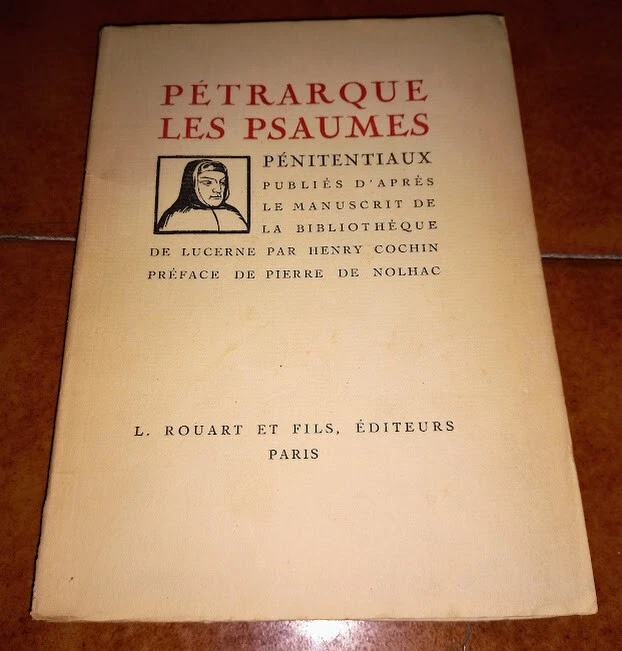 PÉTRARQUE
LES PSAUMES
PÉNITENTIAUX
PUBLIÉS D'APRÈS
LE MANUSCRIT DE
LA BIBLIOTHÈQUE
DE LUCERNE PAR HENRY COCHIN
PRÉFACE DE PIERRE DE NOLHAC
L. ROUART ET FILS, ÉDITEURS
PARIS